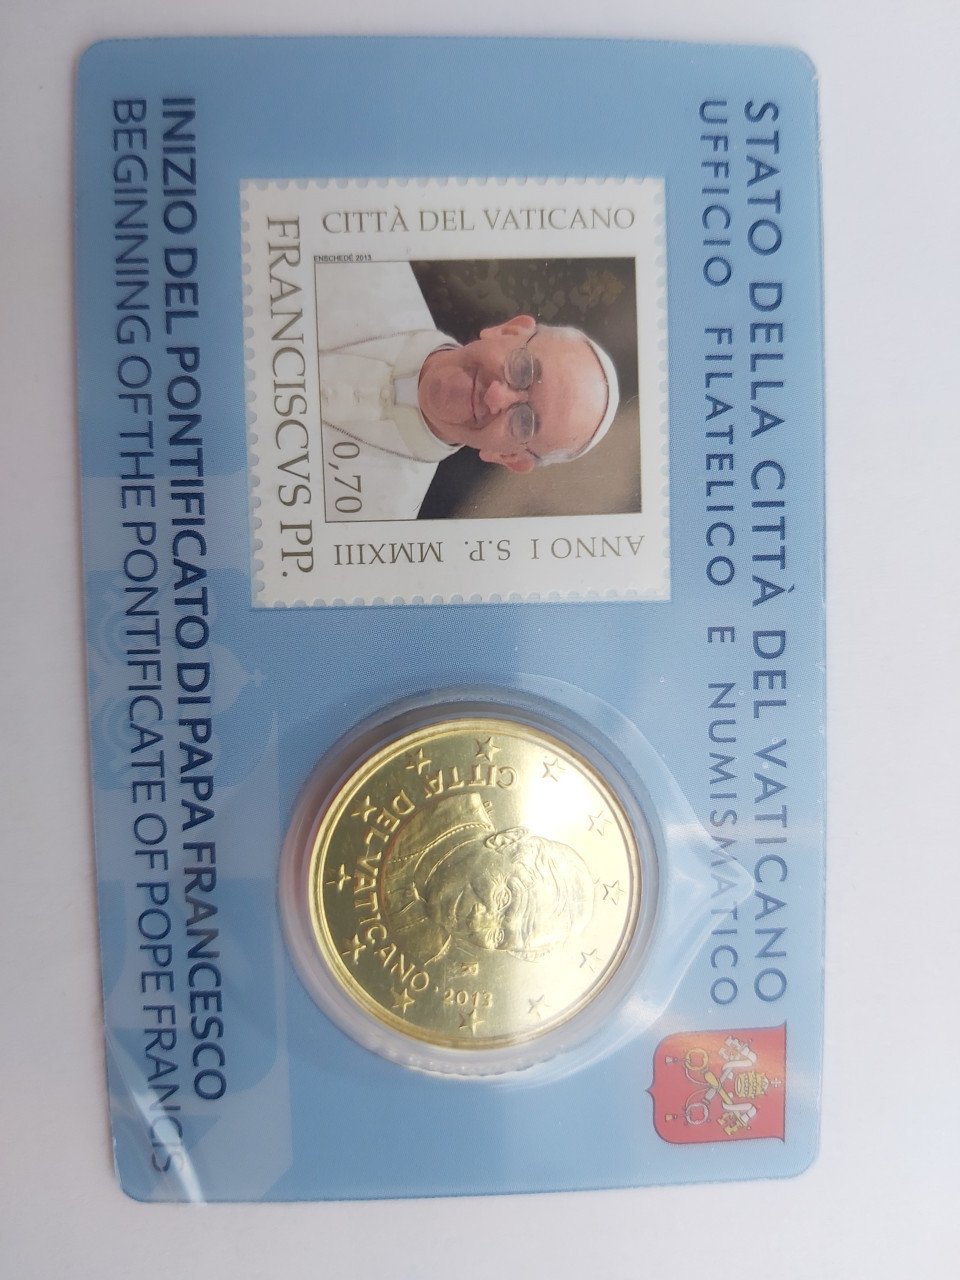 STATO DELLA CITTÀ DEL VATICANO
UFFICIO FILATELICO E NUMISMATICO
CITTÀ DEL VATICANO
ENSCHEDÉ 2013
FRANCISCVS PP.
0,70
ANNO I S.P. MMXIII
CITTA' DEL VATICANO
R
2013
INIZIO DEL PONTIFICATO DI PAPA FRANCESCO
BEGINNING OF THE PONTIFICATE OF POPE FRANCIS